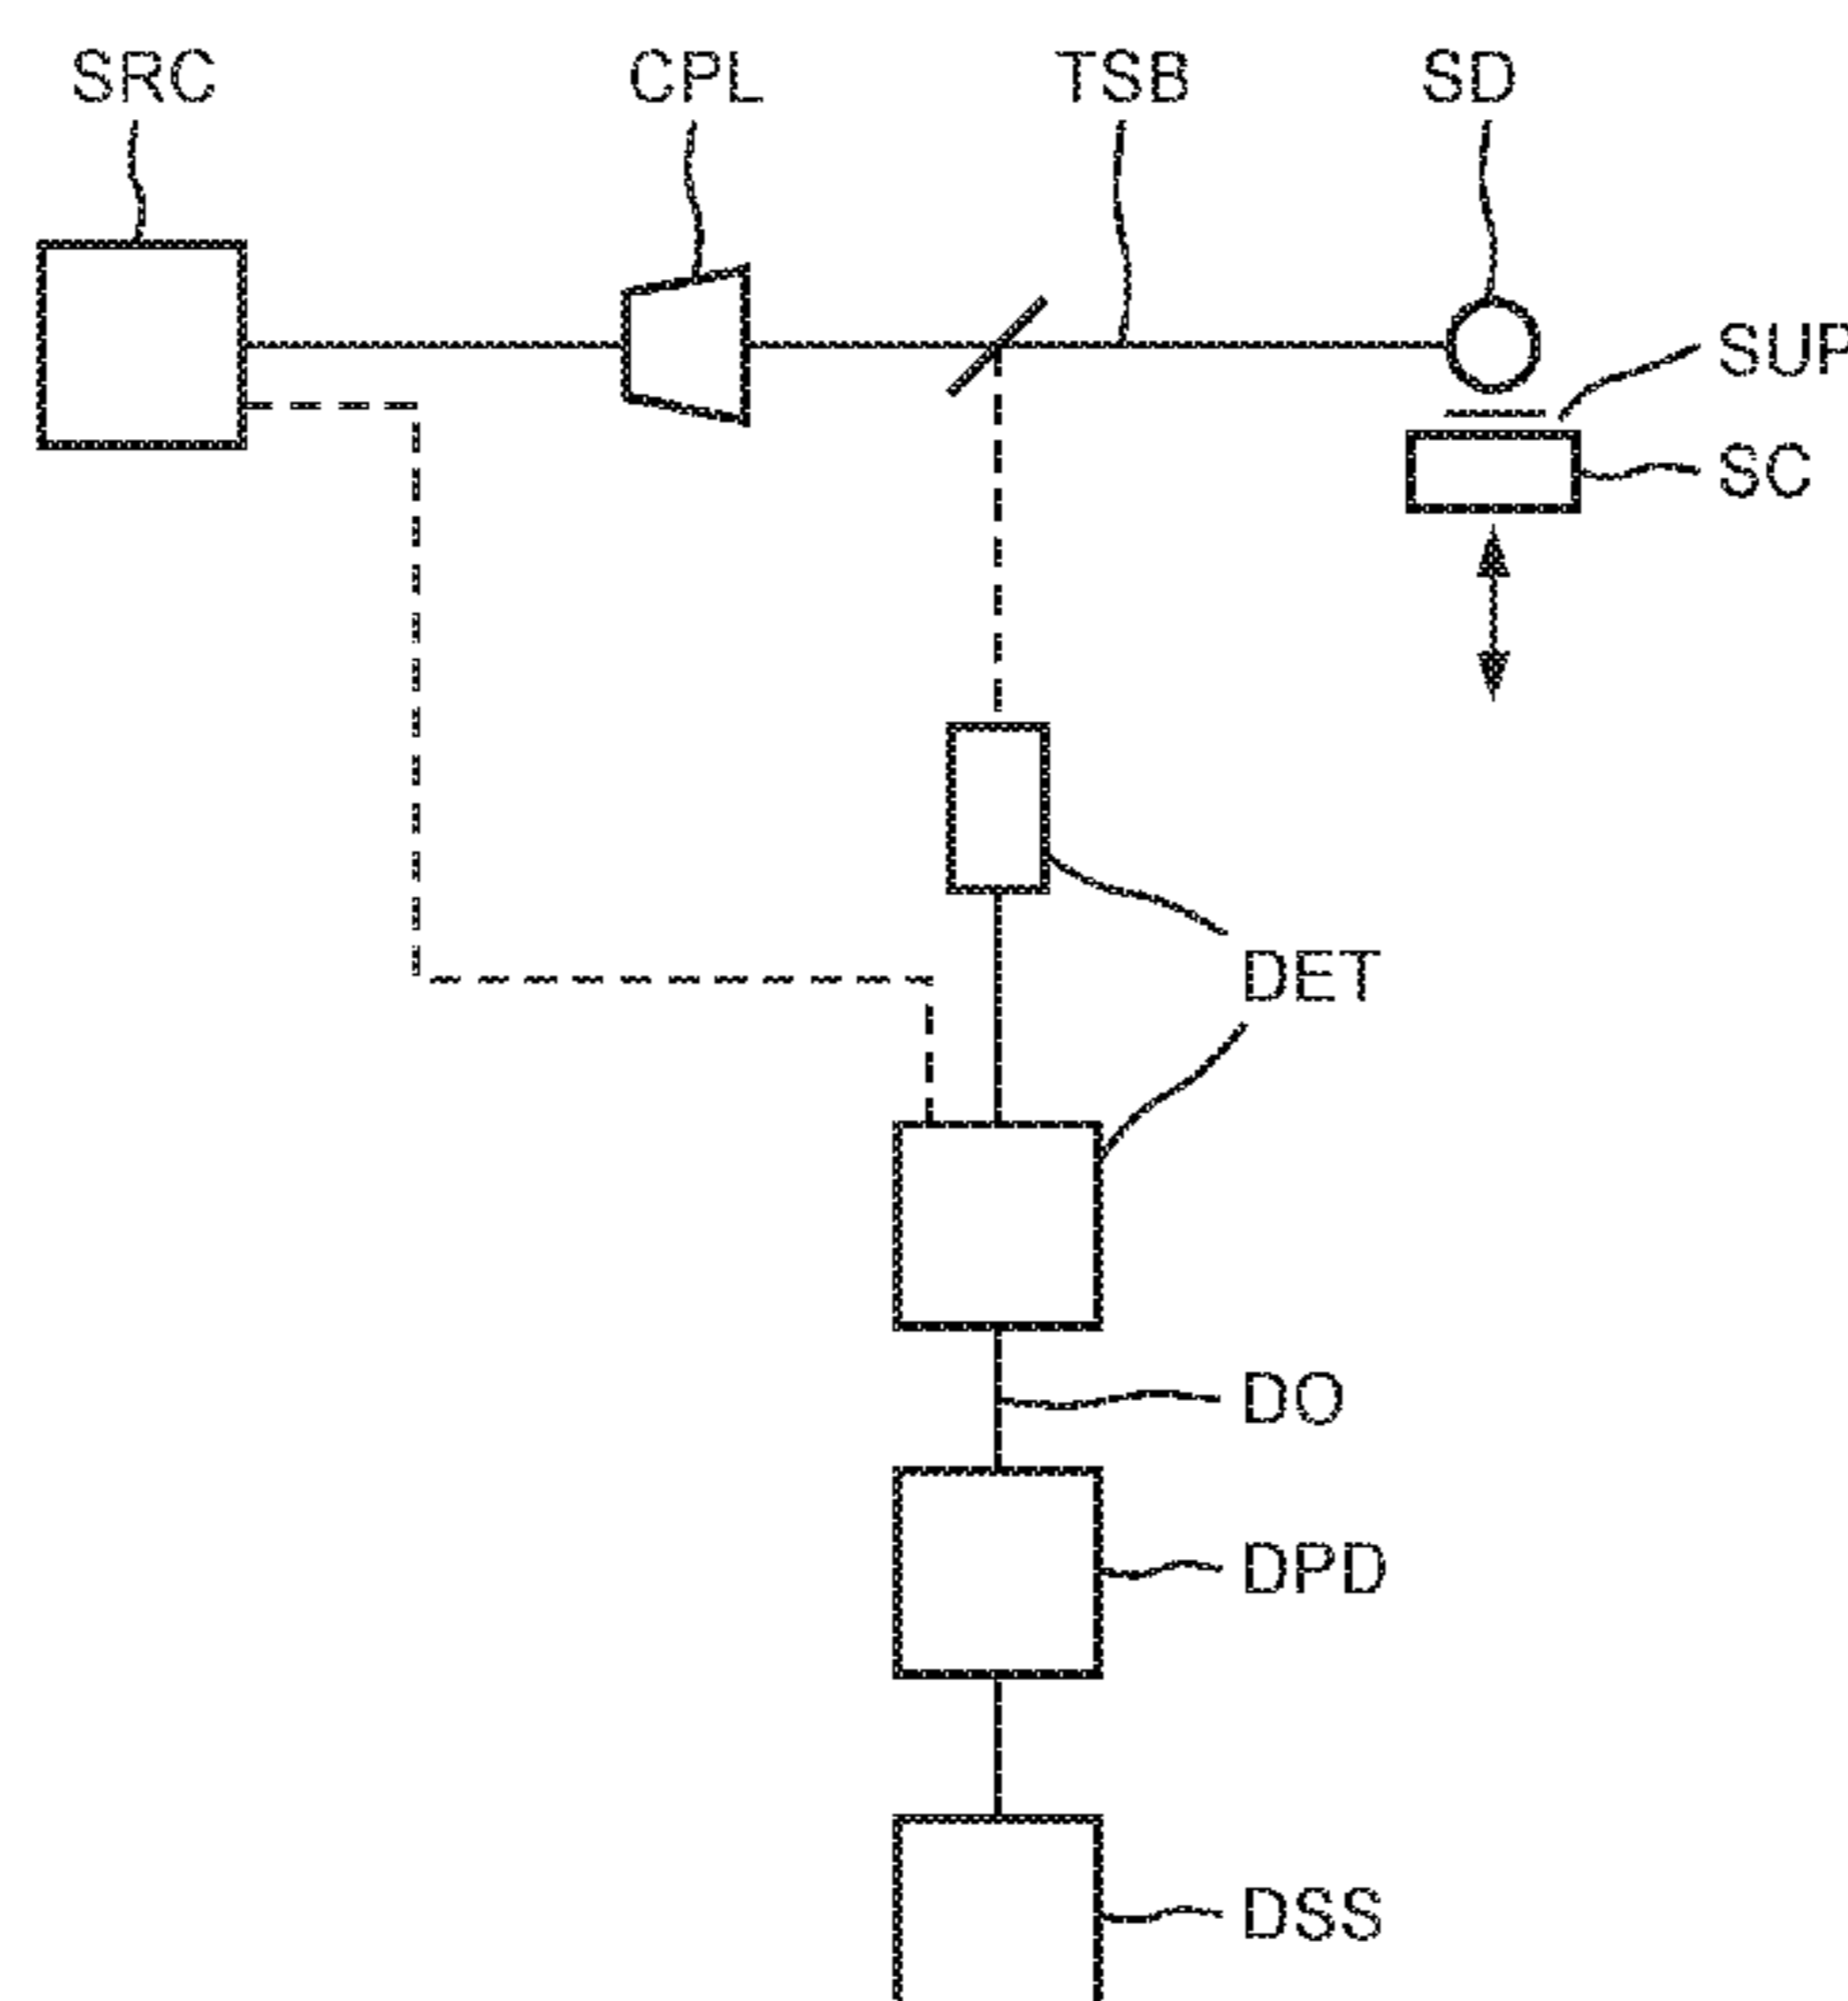 SRC CPL TSB SD
SUP
SC
DET
DO
DPD
DSS